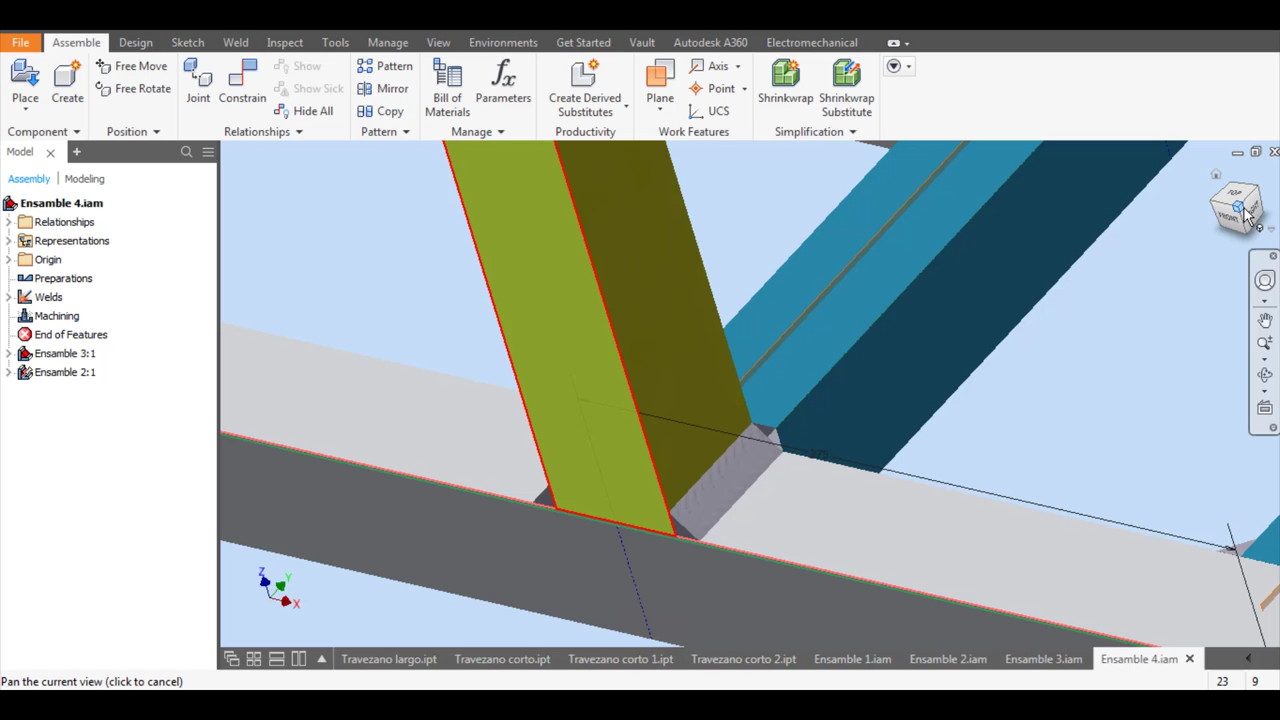 File Assemble Design Sketch Weld Inspect Tools Manage View Environments Get Started Vault Autodesk A360 Electromechanical
Place Create Free Move Free Rotate Joint Constrain Show Show Sick Hide All Pattern Mirror Copy Bill of Materials Parameters Create Derived Substitutes Plane Axis Point UCS Shrinkwrap Shrinkwrap Substitute
Component Position Relationships Pattern Manage Productivity Work Features Simplification
Model
Assembly Modeling
Ensamble 4.iam
Relationships
Representations
Origin
Preparations
Welds
Machining
End of Features
Ensamble 3:1
Ensamble 2:1
TOP
FRONT
Z Y X
Travezano largo.ipt Travezano corto.ipt Travezano corto 1.ipt Travezano corto 2.ipt Ensamble 1.iam Ensamble 2.iam Ensamble 3.iam Ensamble 4.iam
Pan the current view (click to cancel) 23 9